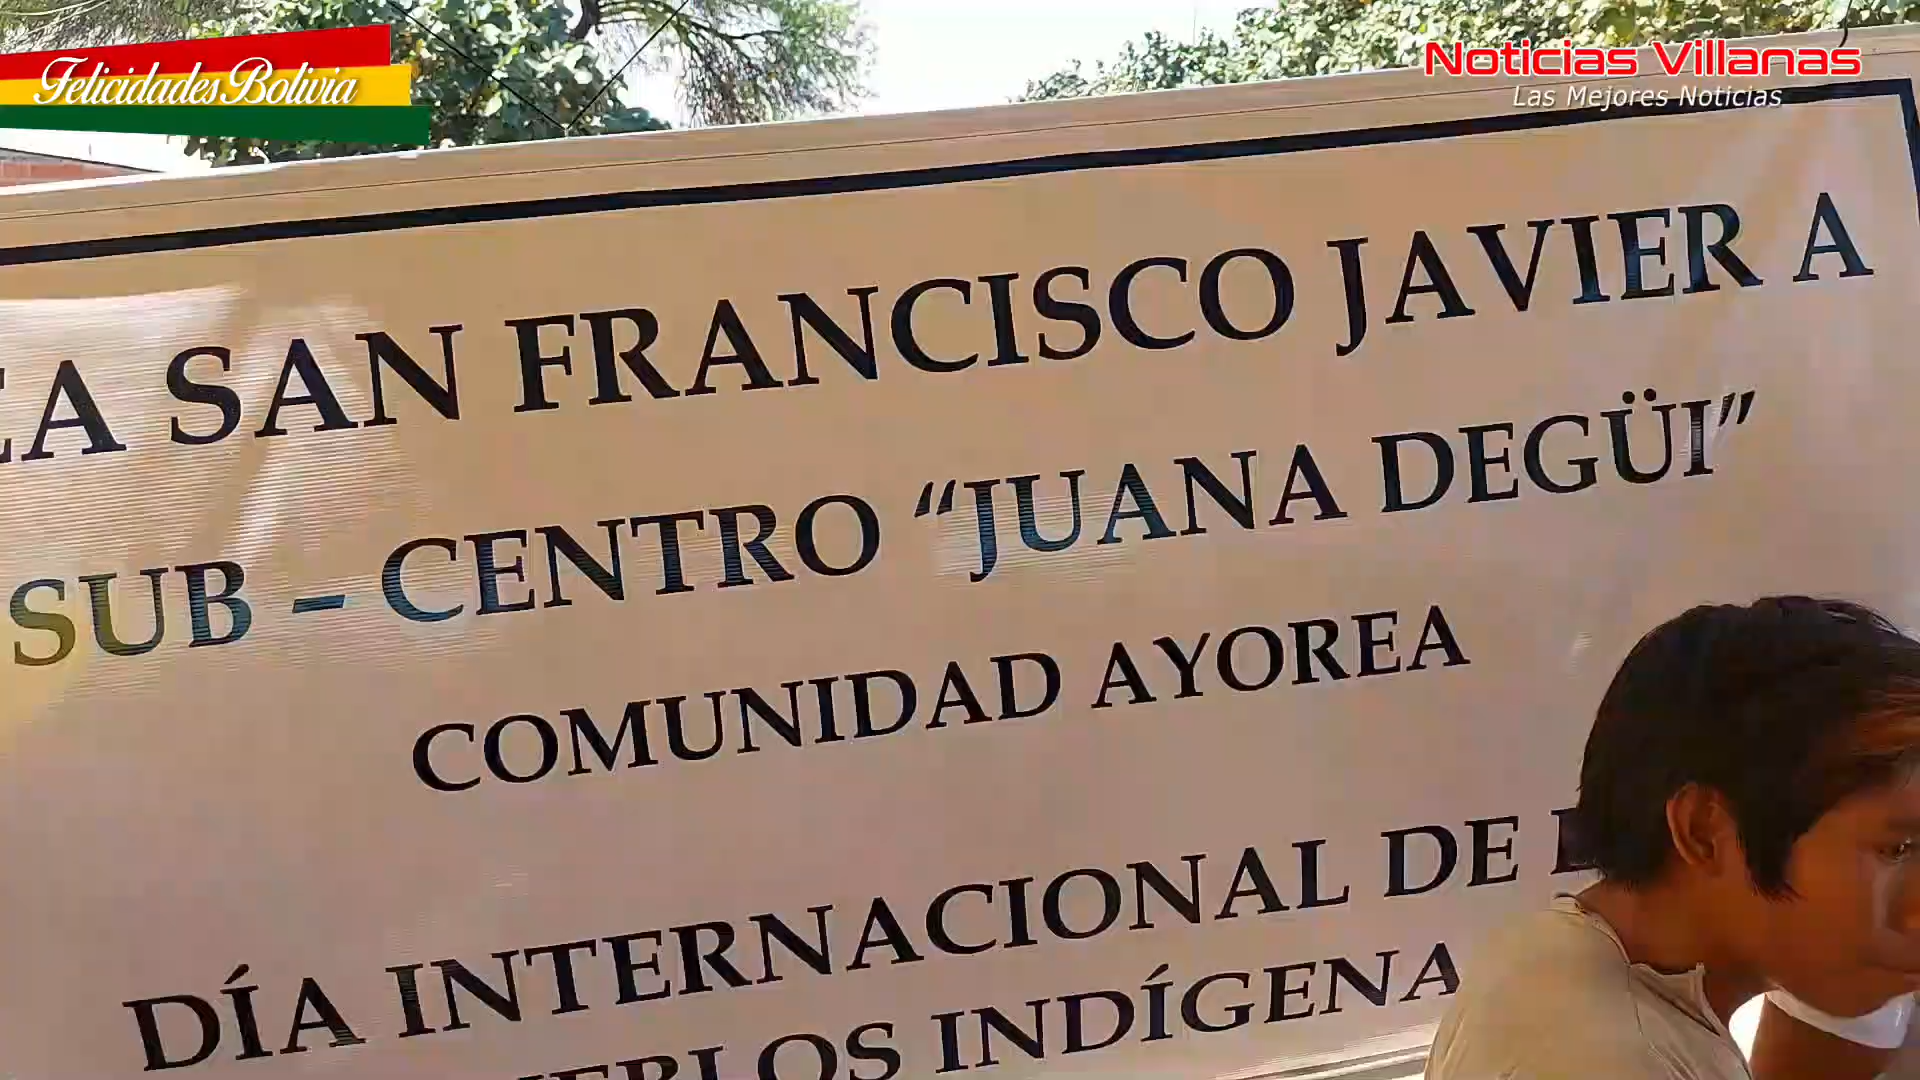 Felicidades Bolivia
Noticias Villanas
Las Mejores Noticias
SAN FRANCISCO JAVIER A
SUB – CENTRO “JUANA DEGÜI”
COMUNIDAD AYOREA
DÍA INTERNACIONAL DE